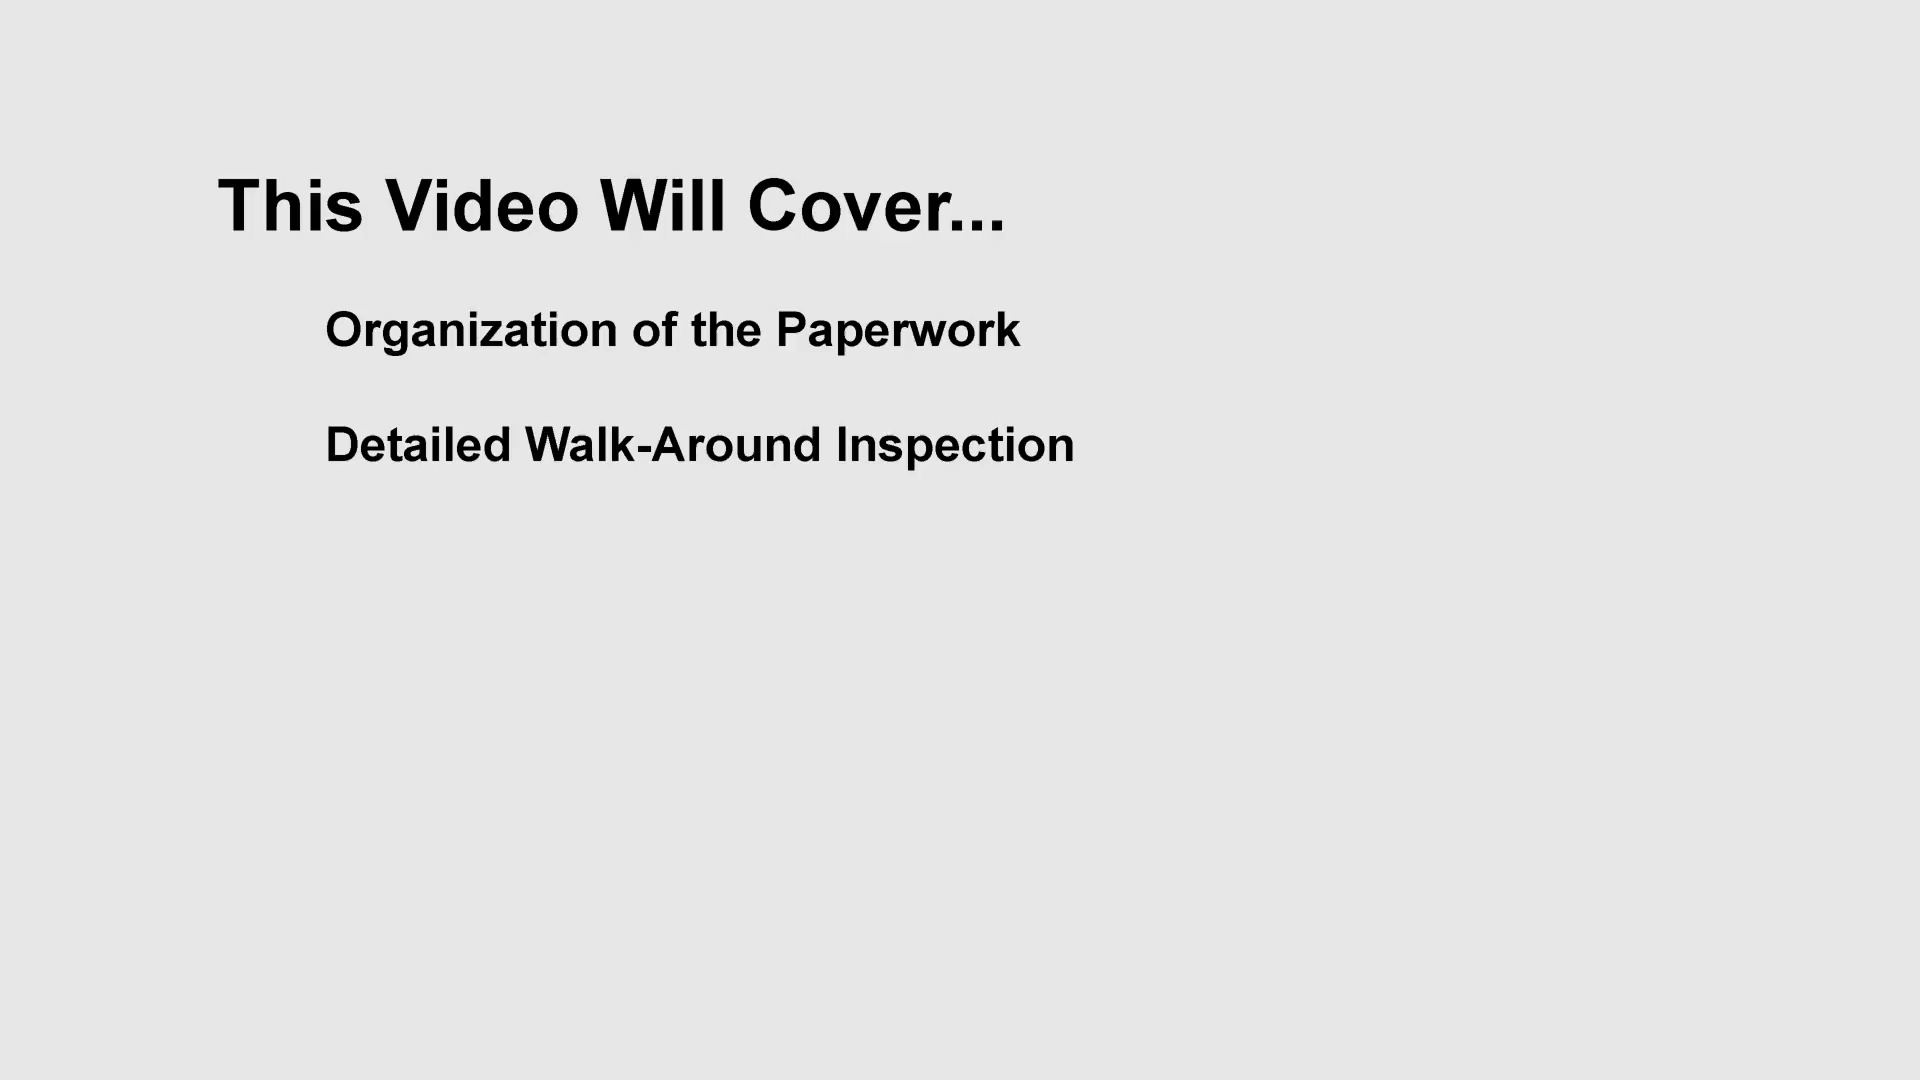 This Video Will Cover...
Organization of the Paperwork
Detailed Walk-Around Inspection